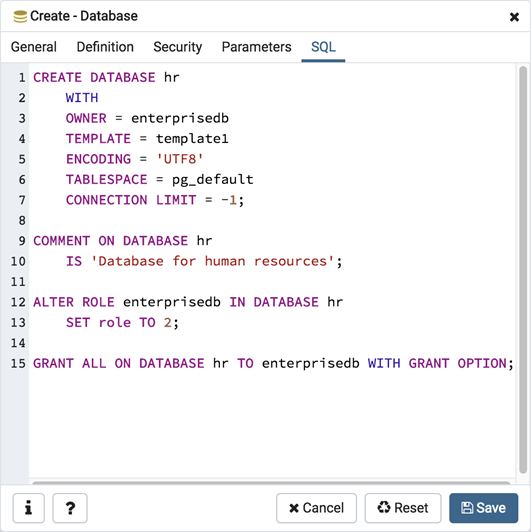 Create - Database
General Definition Security Parameters SQL
1 CREATE DATABASE hr
2 WITH
3 OWNER = enterprisedb
4 TEMPLATE = template1
5 ENCODING = 'UTF8'
6 TABLESPACE = pg_default
7 CONNECTION LIMIT = -1;
8
9 COMMENT ON DATABASE hr
10 IS 'Database for human resources';
11
12 ALTER ROLE enterprisedb IN DATABASE hr
13 SET role TO 2;
14
15 GRANT ALL ON DATABASE hr TO enterprisedb WITH GRANT OPTION;
i ? Cancel Reset Save